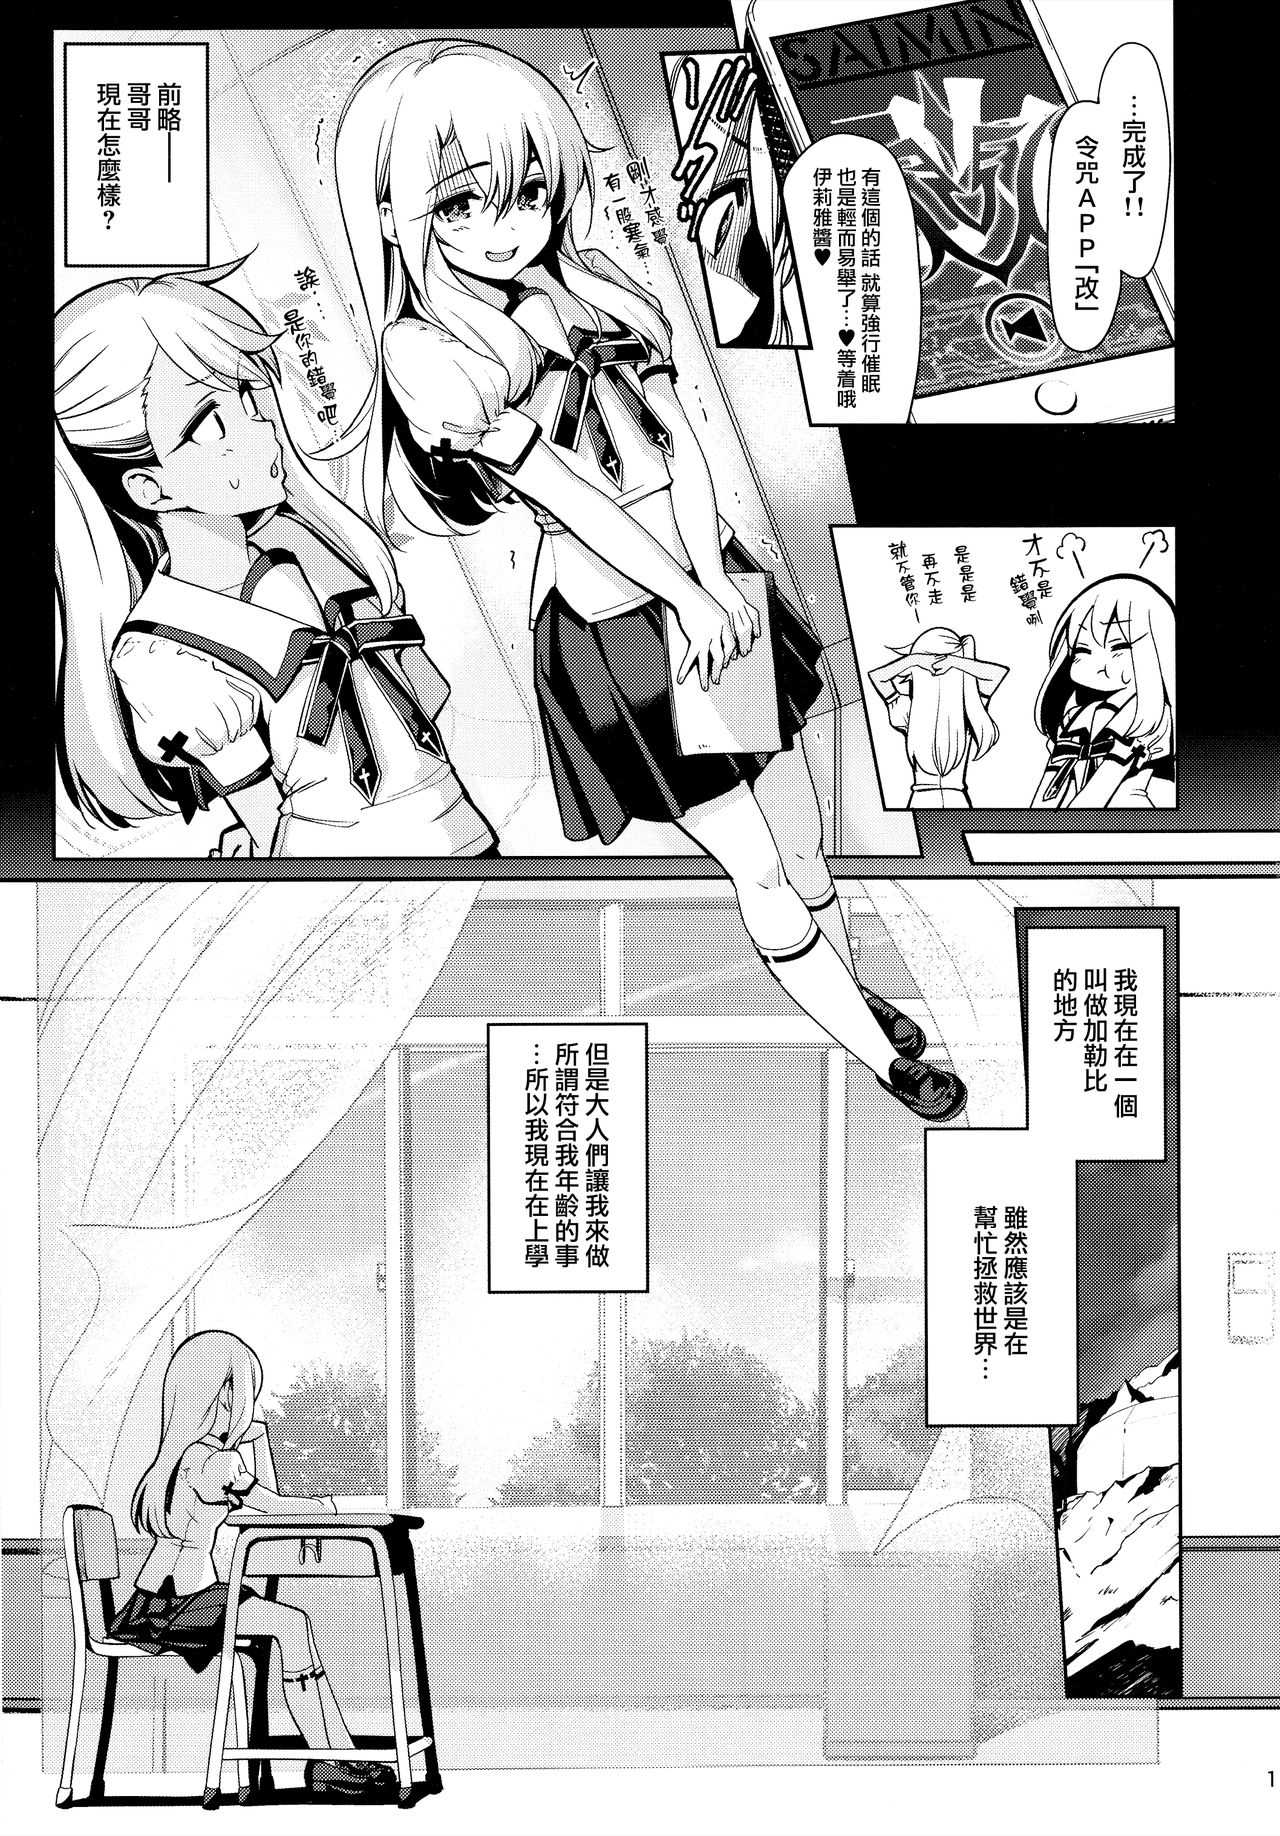 SAIMIN
…完成了!!
令咒APP「改」
有這個的話 就算強行催眠
也是輕而易舉了…♥等着哦
伊莉雅醬♥
剛才感覺
有一股寒氣…
誒…
是你的錯覺吧…
前略——
哥哥
現在怎麼樣?
才不是
錯覺咧
是是是
再不走
就不管你—
我現在在一個
叫做加勒比
的地方
雖然應該是在
幫忙拯救世界…
但是大人們讓我來做
所謂符合我年齡的事
…所以我現在在上學
1